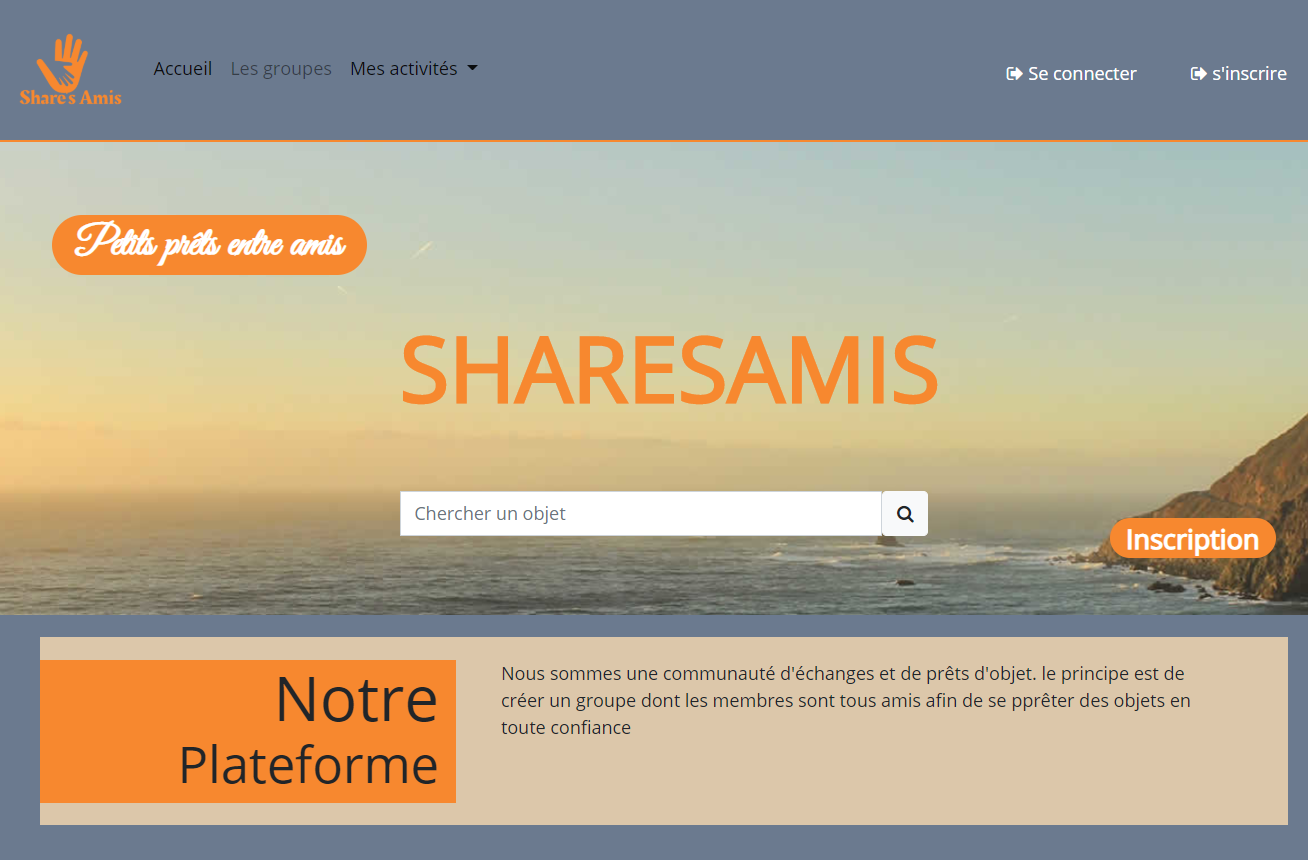 Share's Amis
Accueil Les groupes Mes activités
Se connecter s'inscrire
Petits prêts entre amis
SHARESAMIS
Chercher un objet
Inscription
Notre
Plateforme
Nous sommes une communauté d'échanges et de prêts d'objet. le principe est de
créer un groupe dont les membres sont tous amis afin de se pprêter des objets en
toute confiance